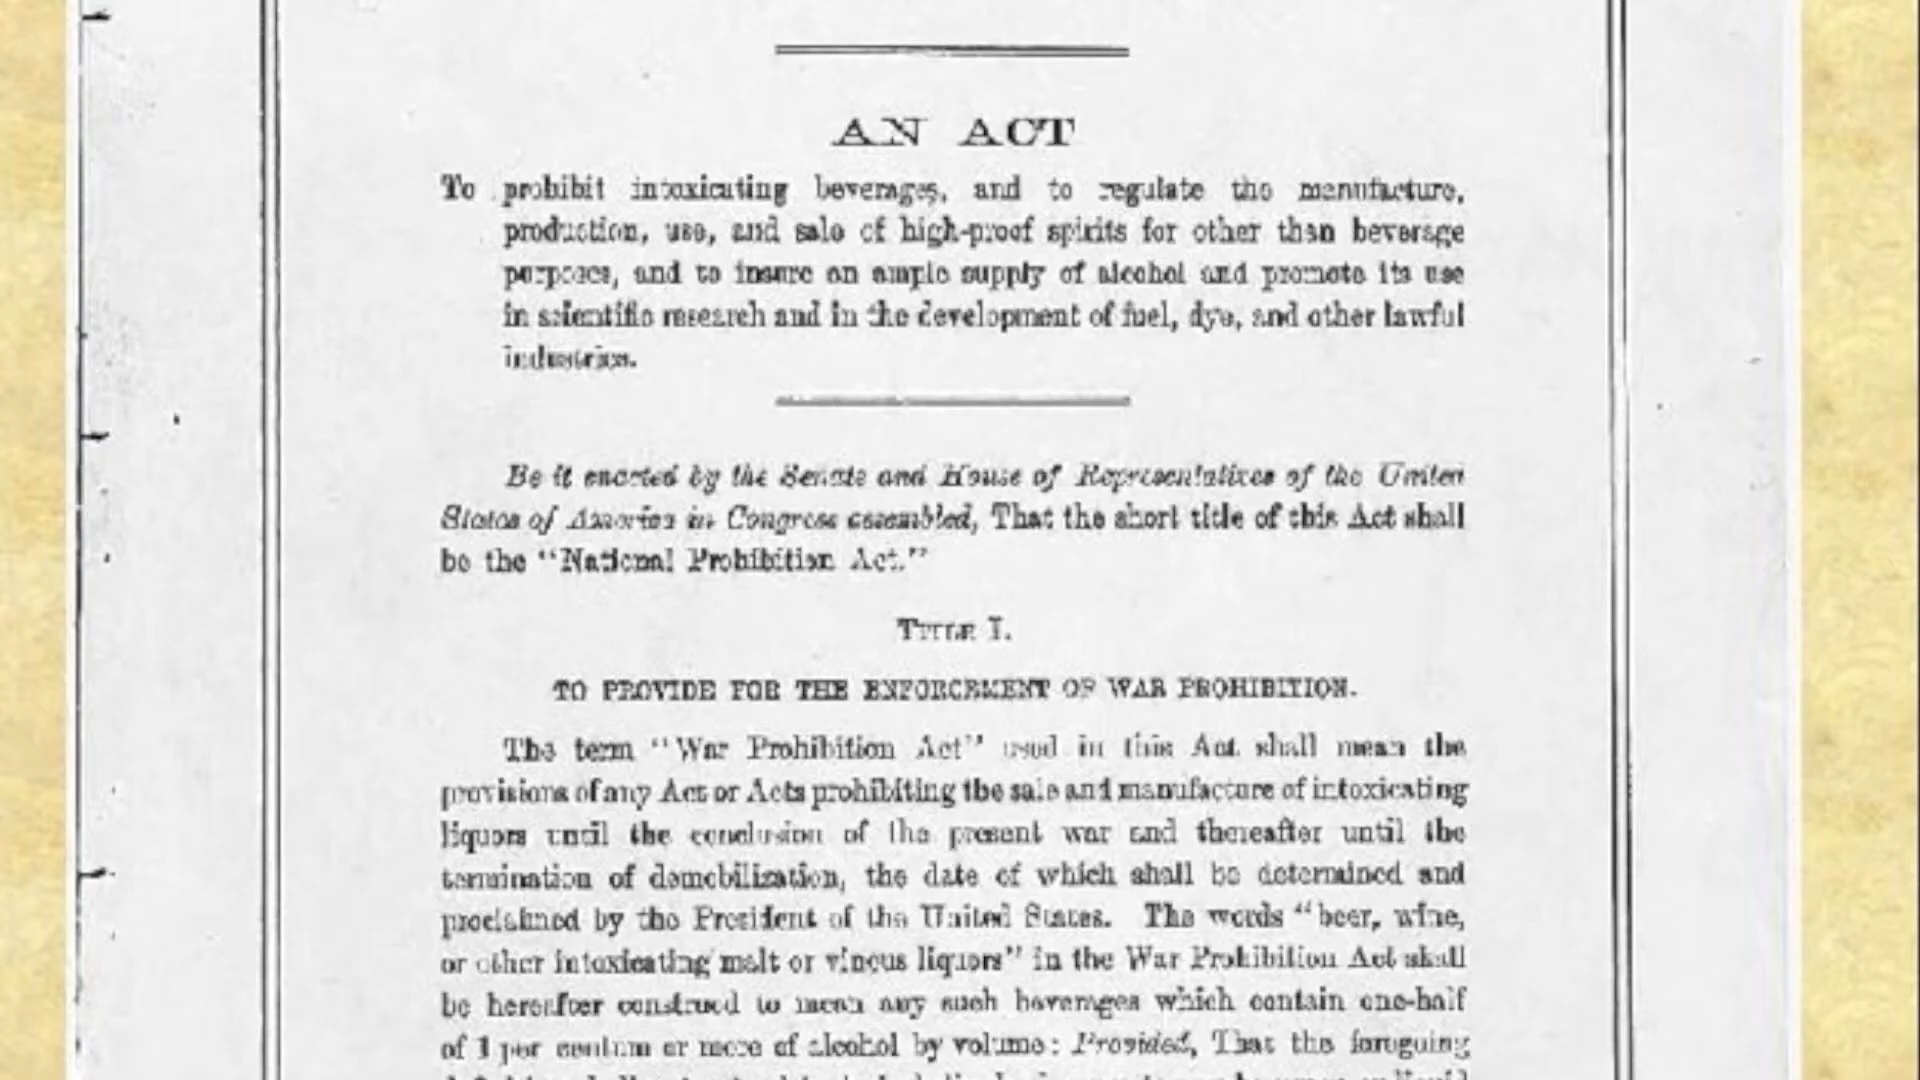 AN ACT
To prohibit intoxicating beverages, and to regulate the manufacture,
production, use, and sale of high-proof spirits for other than beverage
purposes, and to insure an ample supply of alcohol and promote its use
in scientific research and in the development of fuel, dye, and other lawful
industries.
Be it enacted by the Senate and House of Representatives of the United
States of America in Congress assembled, That the short title of this Act shall
be the “National Prohibition Act.”
TITLE I.
TO PROVIDE FOR THE ENFORCEMENT OF WAR PROHIBITION.
The term “War Prohibition Act” used in this Act shall mean the
provisions of any Act or Acts prohibiting the sale and manufacture of intoxicating
liquors until the conclusion of the present war and thereafter until the
termination of demobilization, the date of which shall be determined and
proclaimed by the President of the United States. The words “beer, wine,
or other intoxicating malt or vinous liquors” in the War Prohibition Act shall
be hereafter construed to mean any such beverages which contain one-half
of 1 per centum or more of alcohol by volume: Provided, That the foregoing